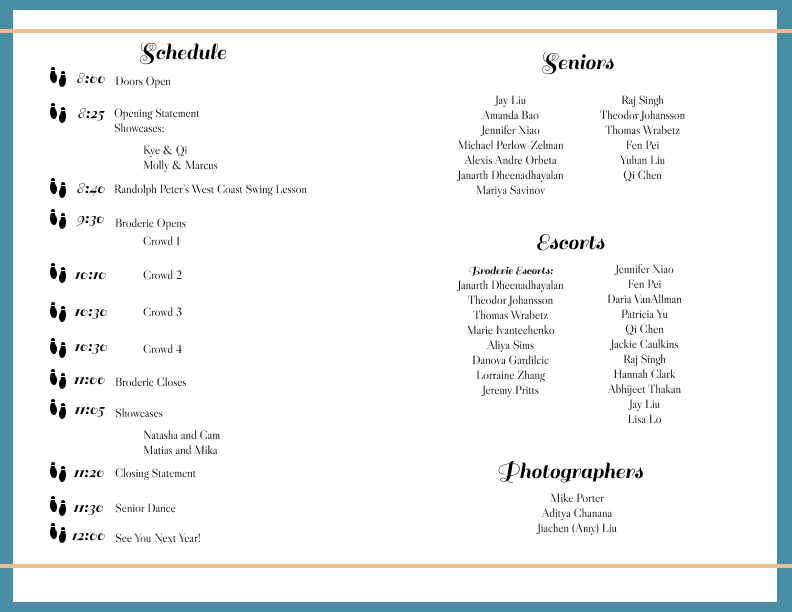 Schedule
8:00 Doors Open
8:25 Opening Statement
Showcases:
Kye & Qi
Molly & Marcus
8:40 Randolph Peter's West Coast Swing Lesson
9:30 Broderie Opens
Crowd 1
10:10 Crowd 2
10:30 Crowd 3
10:30 Crowd 4
11:00 Broderie Closes
11:05 Showcases
Natasha and Cam
Matias and Mika
11:20 Closing Statement
11:30 Senior Dance
12:00 See You Next Year!
Seniors
Jay Liu
Amanda Bao
Jennifer Xiao
Michael Perlow-Zelman
Alexis Andre Orbeta
Janarth Dheenadhayalan
Mariya Savinov
Raj Singh
Theodor Johansson
Thomas Wrabetz
Fen Pei
Yuhan Liu
Qi Chen
Escorts
Broderie Escorts:
Janarth Dheenadhayalan
Theodor Johansson
Thomas Wrabetz
Marie Ivantechenko
Aliya Sims
Danova Gardilcic
Lorraine Zhang
Jeremy Pritts
Jennifer Xiao
Fen Pei
Daria VanAllman
Patricia Yu
Qi Chen
Jackie Caulkins
Raj Singh
Hannah Clark
Abhijeet Thakan
Jay Liu
Lisa Lo
Photographers
Mike Porter
Aditya Chanana
Jiachen (Amy) Liu